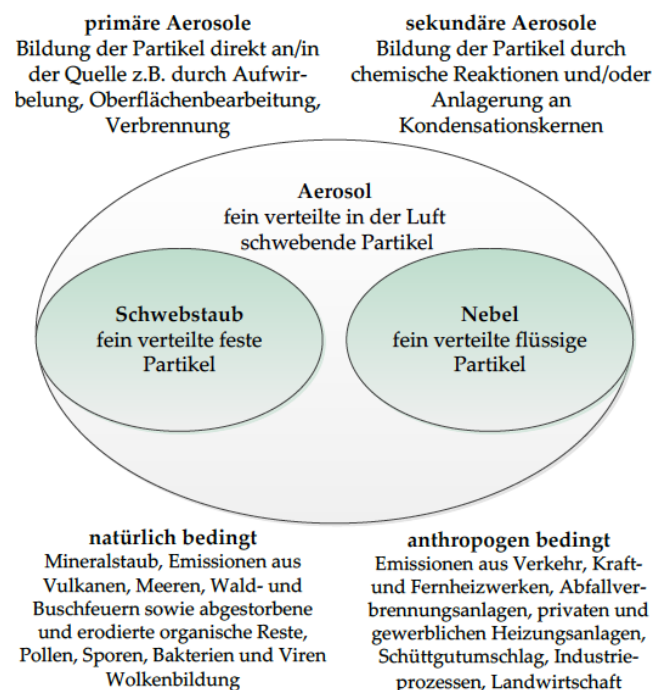 primäre Aerosole
Bildung der Partikel direkt an/in
der Quelle z.B. durch Aufwir-
belung, Oberflächenbearbeitung,
Verbrennung
sekundäre Aerosole
Bildung der Partikel durch
chemische Reaktionen und/oder
Anlagerung an
Kondensationskernen
Aerosol
fein verteilte in der Luft
schwebende Partikel
Schwebstaub
fein verteilte feste
Partikel
Nebel
fein verteilte flüssige
Partikel
natürlich bedingt
Mineralstaub, Emissionen aus
Vulkanen, Meeren, Wald- und
Buschfeuern sowie abgestorbene
und erodierte organische Reste,
Pollen, Sporen, Bakterien und Viren
Wolkenbildung
anthropogen bedingt
Emissionen aus Verkehr, Kraft-
und Fernheizwerken, Abfallver-
brennungsanlagen, privaten und
gewerblichen Heizungsanlagen,
Schüttgutumschlag, Industrie-
prozessen, Landwirtschaft